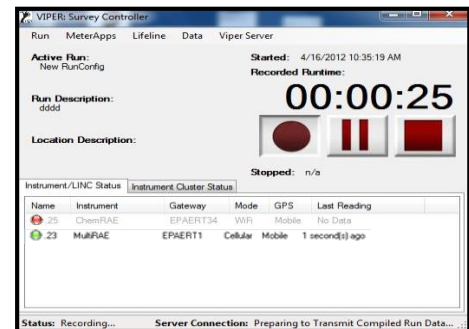 VIPER: Survey Controller
Run MeterApps Lifeline Data Viper Server
Active Run:
New RunConfig
Started: 4/16/2012 10:35:19 AM
Recorded Runtime:
00:00:25
Run Description:
dddd
Location Description:
Stopped: n/a
Instrument/LINC Status Instrument Cluster Status
Name Instrument Gateway Mode GPS Last Reading
.25 ChemRAE EPAERT34 WiFi Mobile No Data
.23 MultiRAE EPAERT1 Cellular Mobile 1 second(s) ago
Status: Recording... Server Connection: Preparing to Transmit Compiled Run Data...